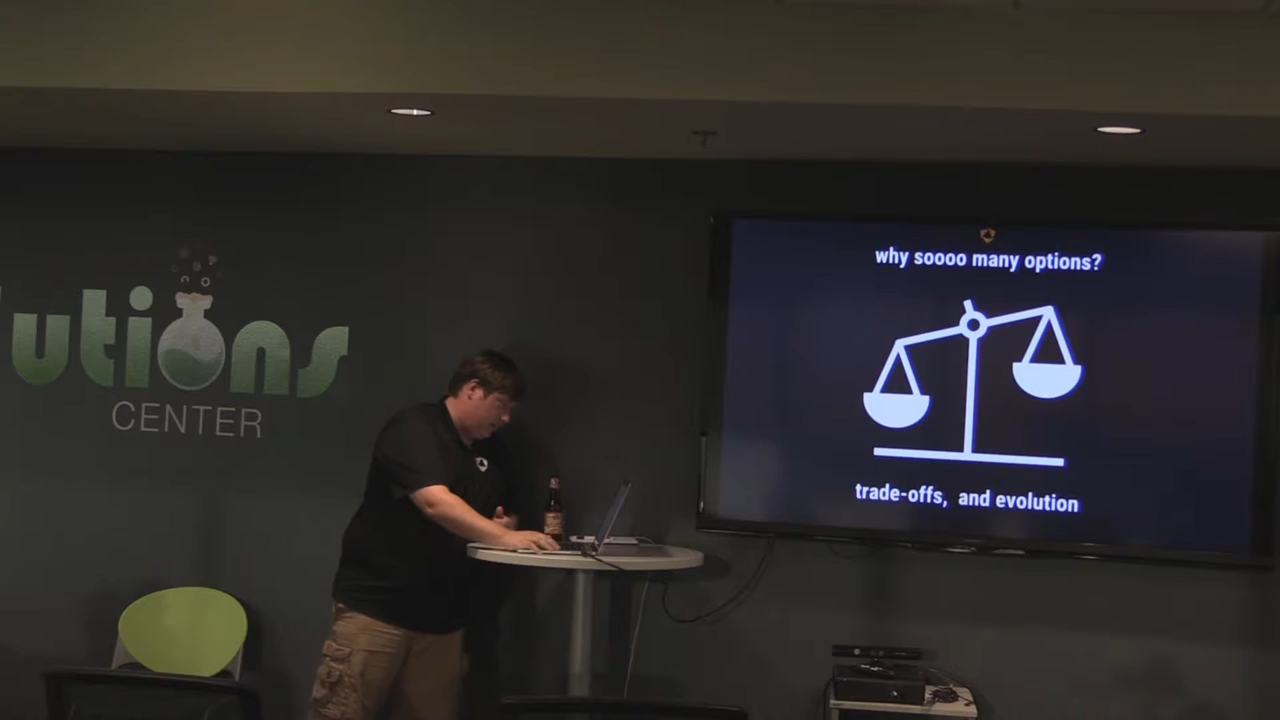 utions
CENTER
why soooo many options?
trade-offs, and evolution